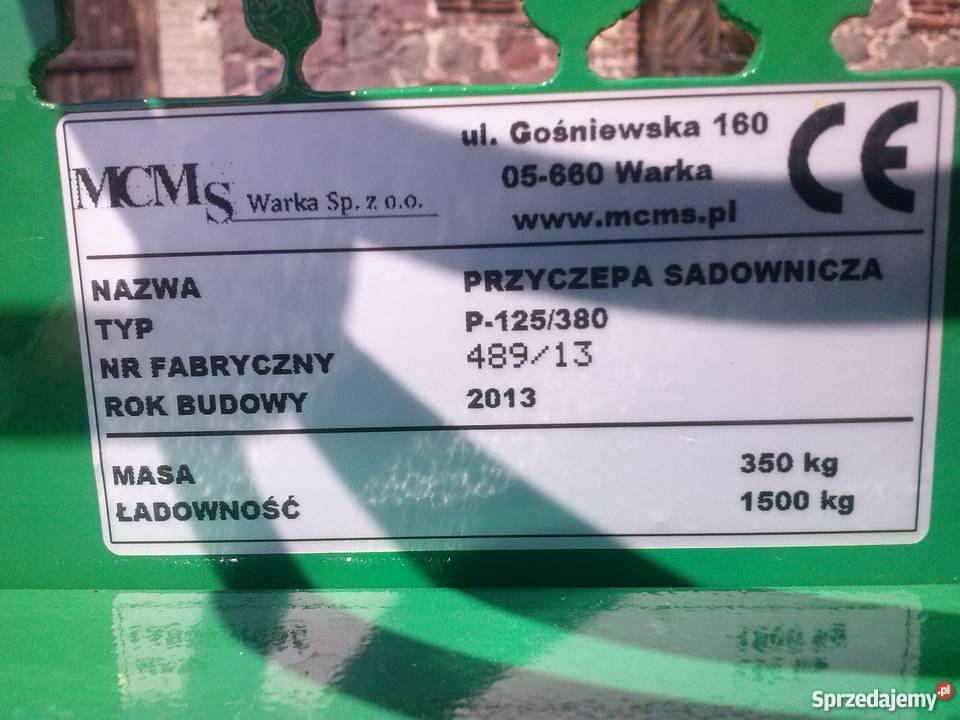 MCMS Warka Sp. z o.o.
ul. Gośniewska 160
05-660 Warka
www.mcms.pl
CE
NAZWA PRZYCZEPA SADOWNICZA
TYP P-125/380
NR FABRYCZNY 489/13
ROK BUDOWY 2013
MASA 350 kg
ŁADOWNOŚĆ 1500 kg
Sprzedajemy.pl